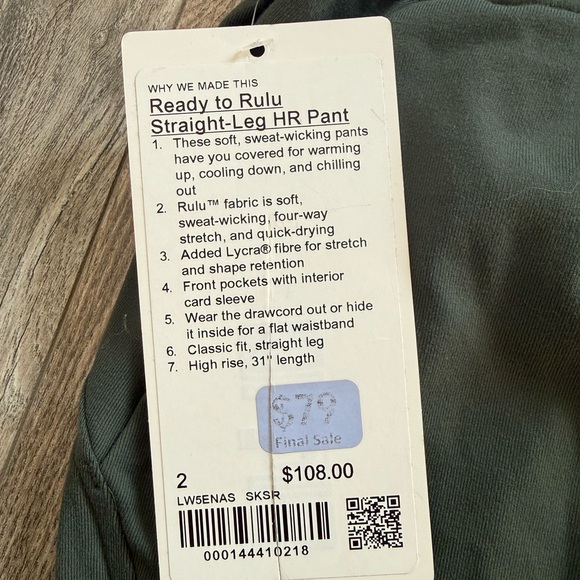 WHY WE MADE THIS
Ready to Rulu
Straight-Leg HR Pant
1. These soft, sweat-wicking pants
have you covered for warming
up, cooling down, and chilling
out
2. Rulu™ fabric is soft,
sweat-wicking, four-way
stretch, and quick-drying
3. Added Lycra® fibre for stretch
and shape retention
4. Front pockets with interior
card sleeve
5. Wear the drawcord out or hide
it inside for a flat waistband
6. Classic fit, straight leg
7. High rise, 31" length
$79
Final Sale
2 $108.00
LW5ENAS SKSR
000144410218